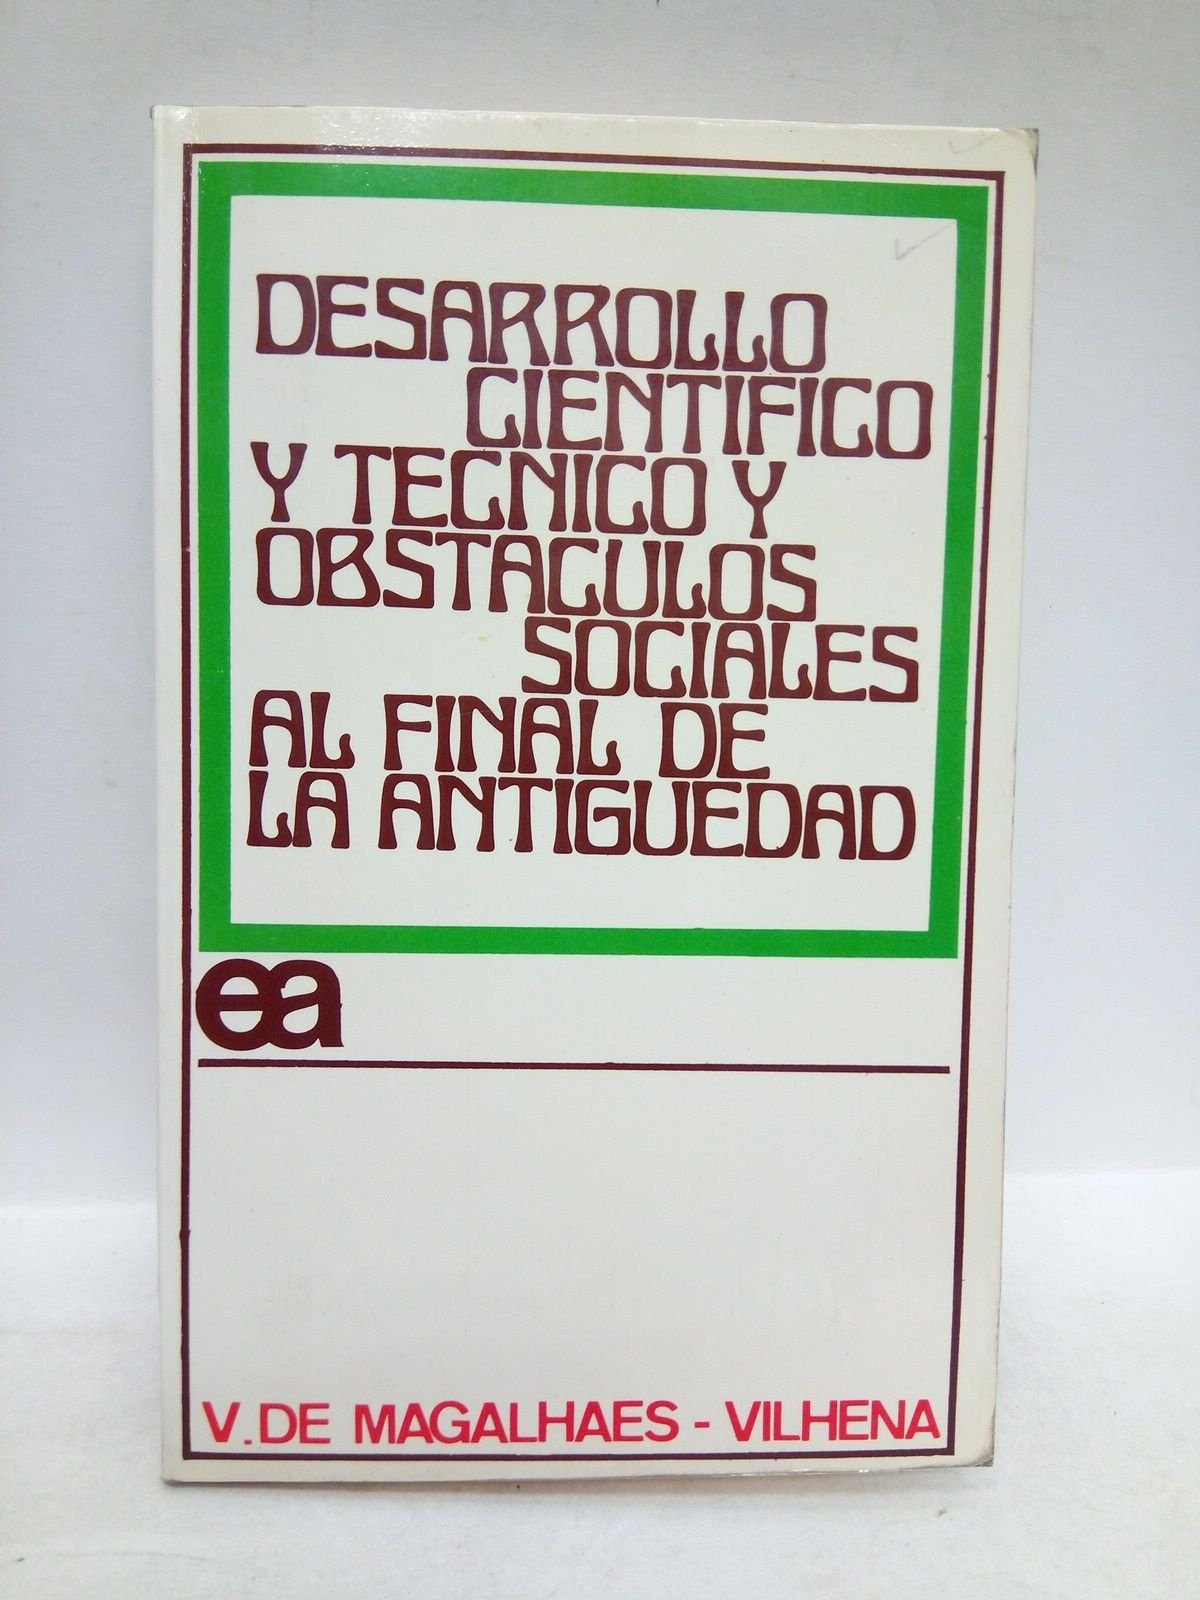 DESARROLLO
CIENTIFICO
Y TECNICO Y
OBSTACULOS
SOCIALES
AL FINAL DE
LA ANTIGUEDAD
ea
V. DE MAGALHAES - VILHENA